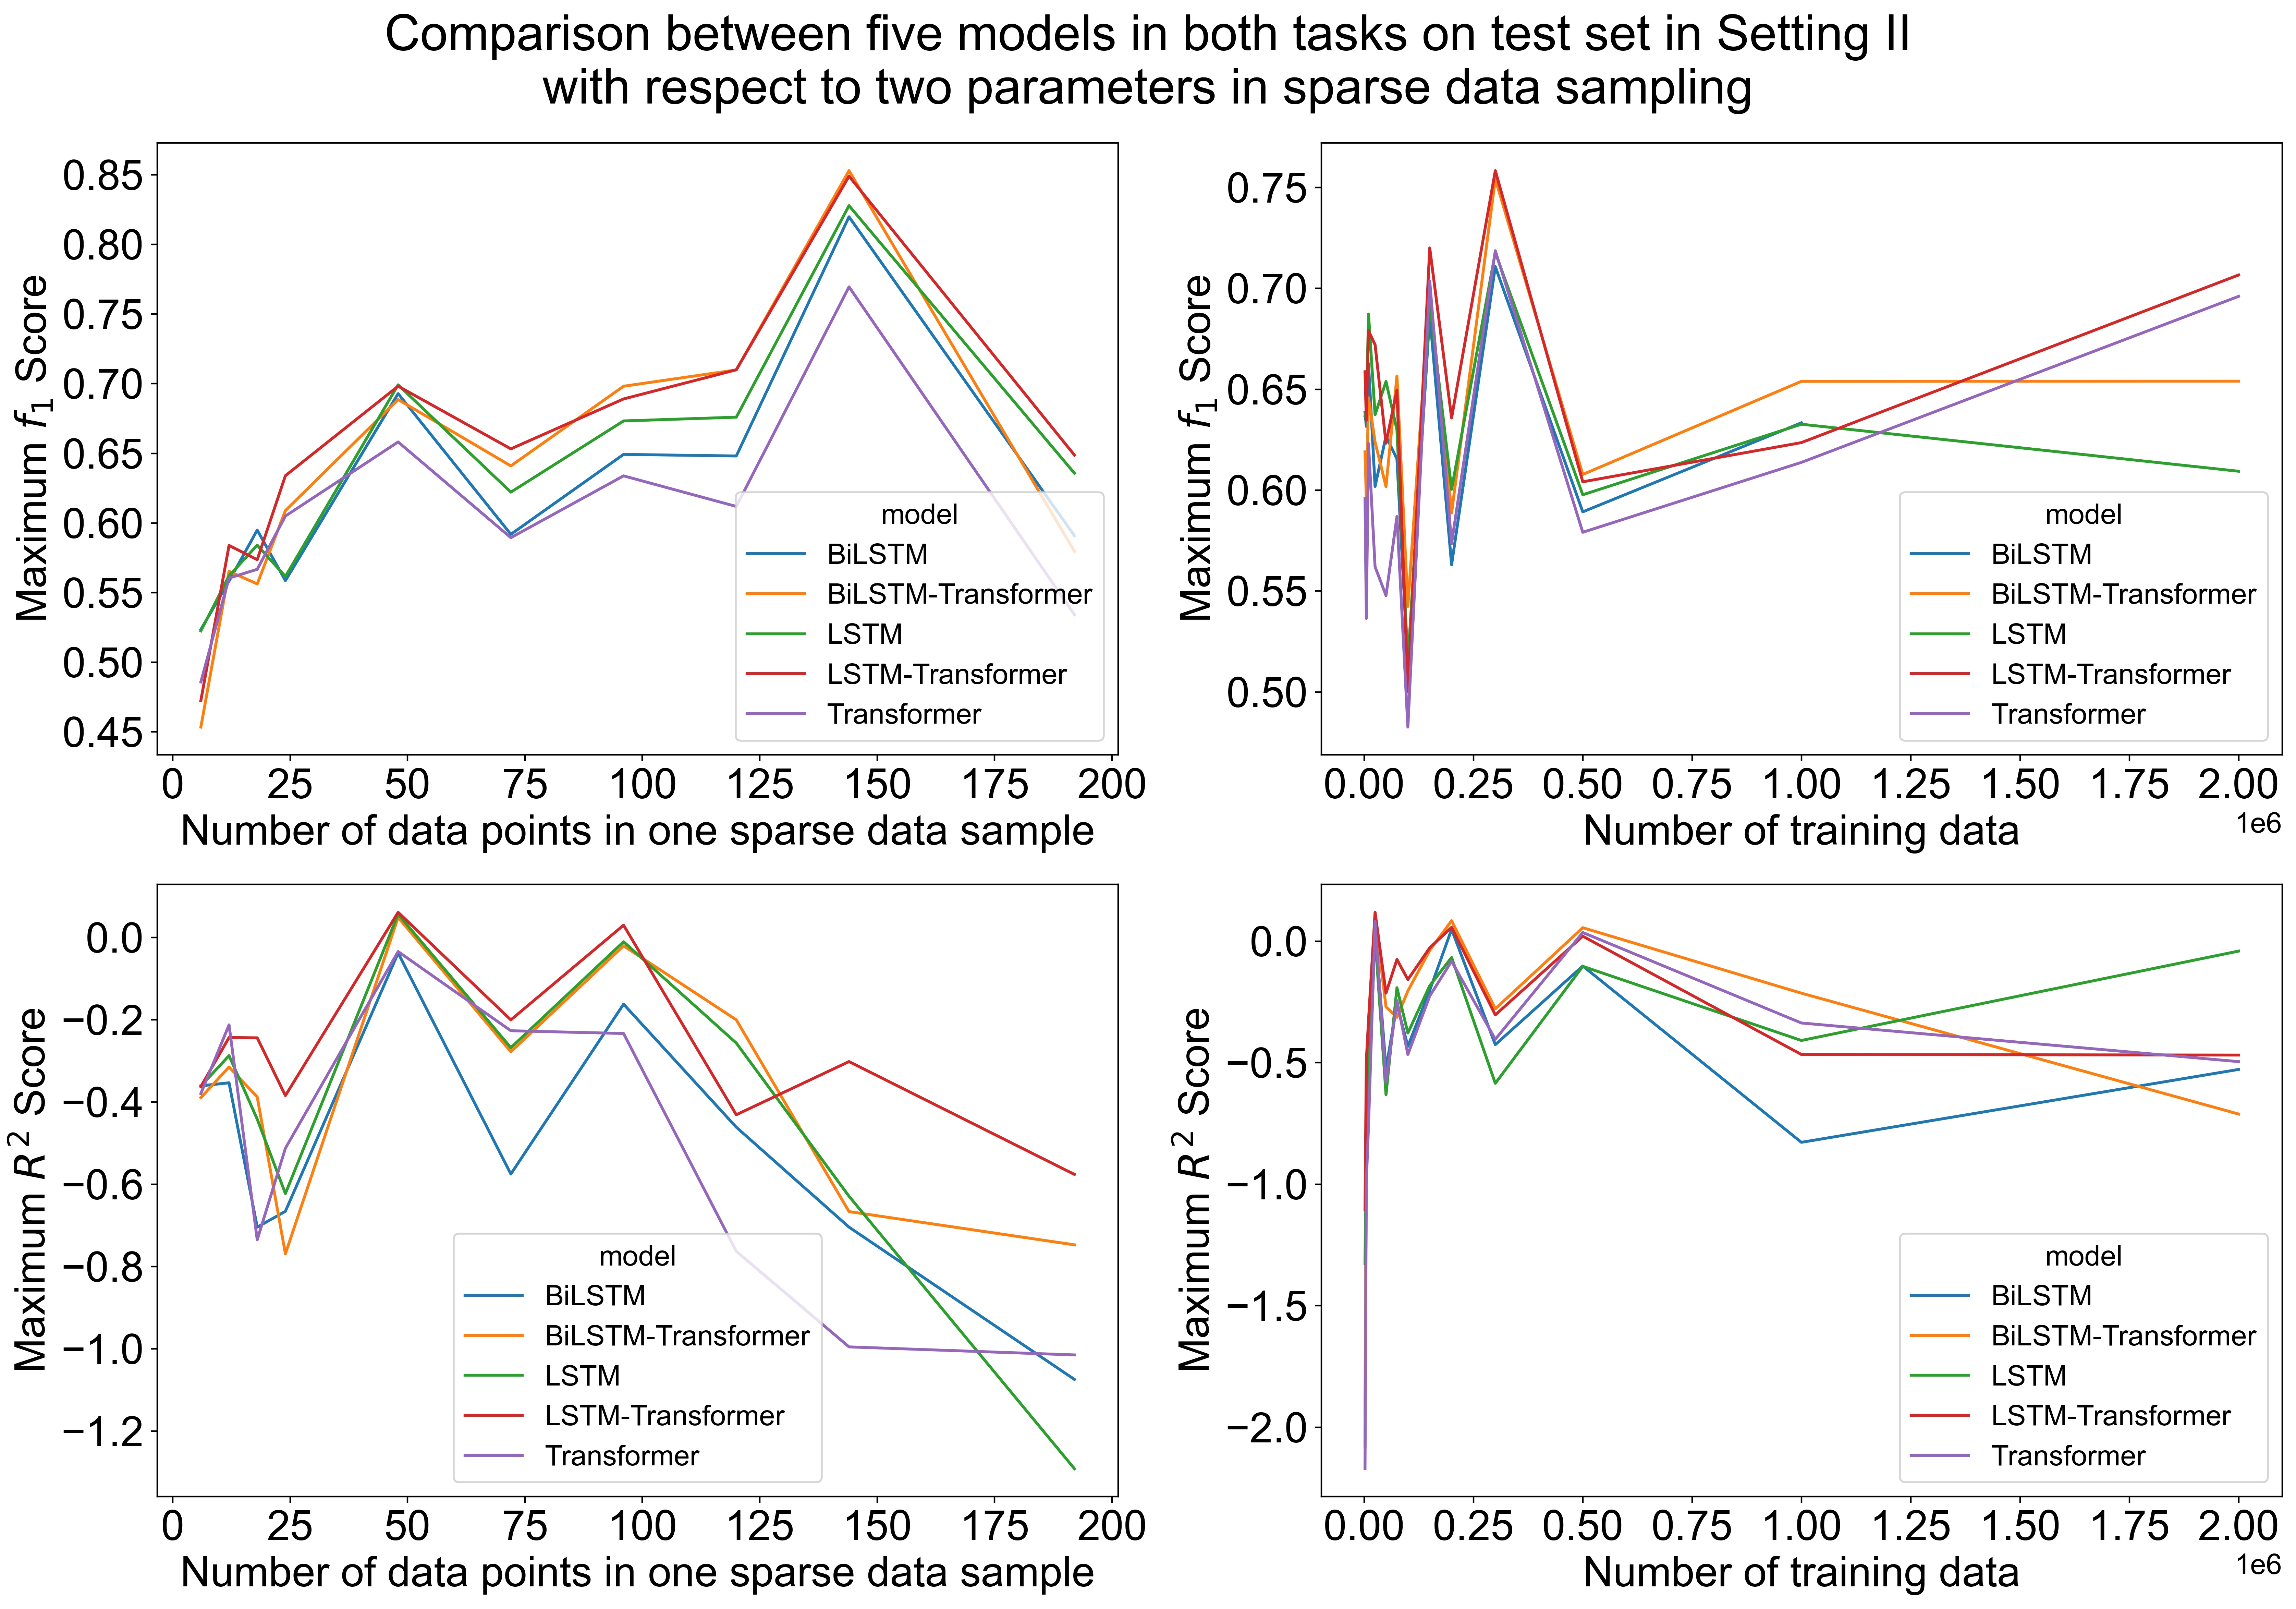 Comparison between five models in both tasks on test set in Setting II
with respect to two parameters in sparse data sampling
Maximum f1 Score
0.85
0.80
0.75
0.70
0.65
0.60
0.55
0.50
0.45
model
BiLSTM
BiLSTM-Transformer
LSTM
LSTM-Transformer
Transformer
0 25 50 75 100 125 150 175 200
Number of data points in one sparse data sample
Maximum f1 Score
0.75
0.70
0.65
0.60
0.55
0.50
model
BiLSTM
BiLSTM-Transformer
LSTM
LSTM-Transformer
Transformer
0.00 0.25 0.50 0.75 1.00 1.25 1.50 1.75 2.00
1e6
Number of training data
Maximum R² Score
0.0
−0.2
−0.4
−0.6
−0.8
−1.0
−1.2
model
BiLSTM
BiLSTM-Transformer
LSTM
LSTM-Transformer
Transformer
0 25 50 75 100 125 150 175 200
Number of data points in one sparse data sample
Maximum R² Score
0.0
−0.5
−1.0
−1.5
−2.0
model
BiLSTM
BiLSTM-Transformer
LSTM
LSTM-Transformer
Transformer
0.00 0.25 0.50 0.75 1.00 1.25 1.50 1.75 2.00
1e6
Number of training data